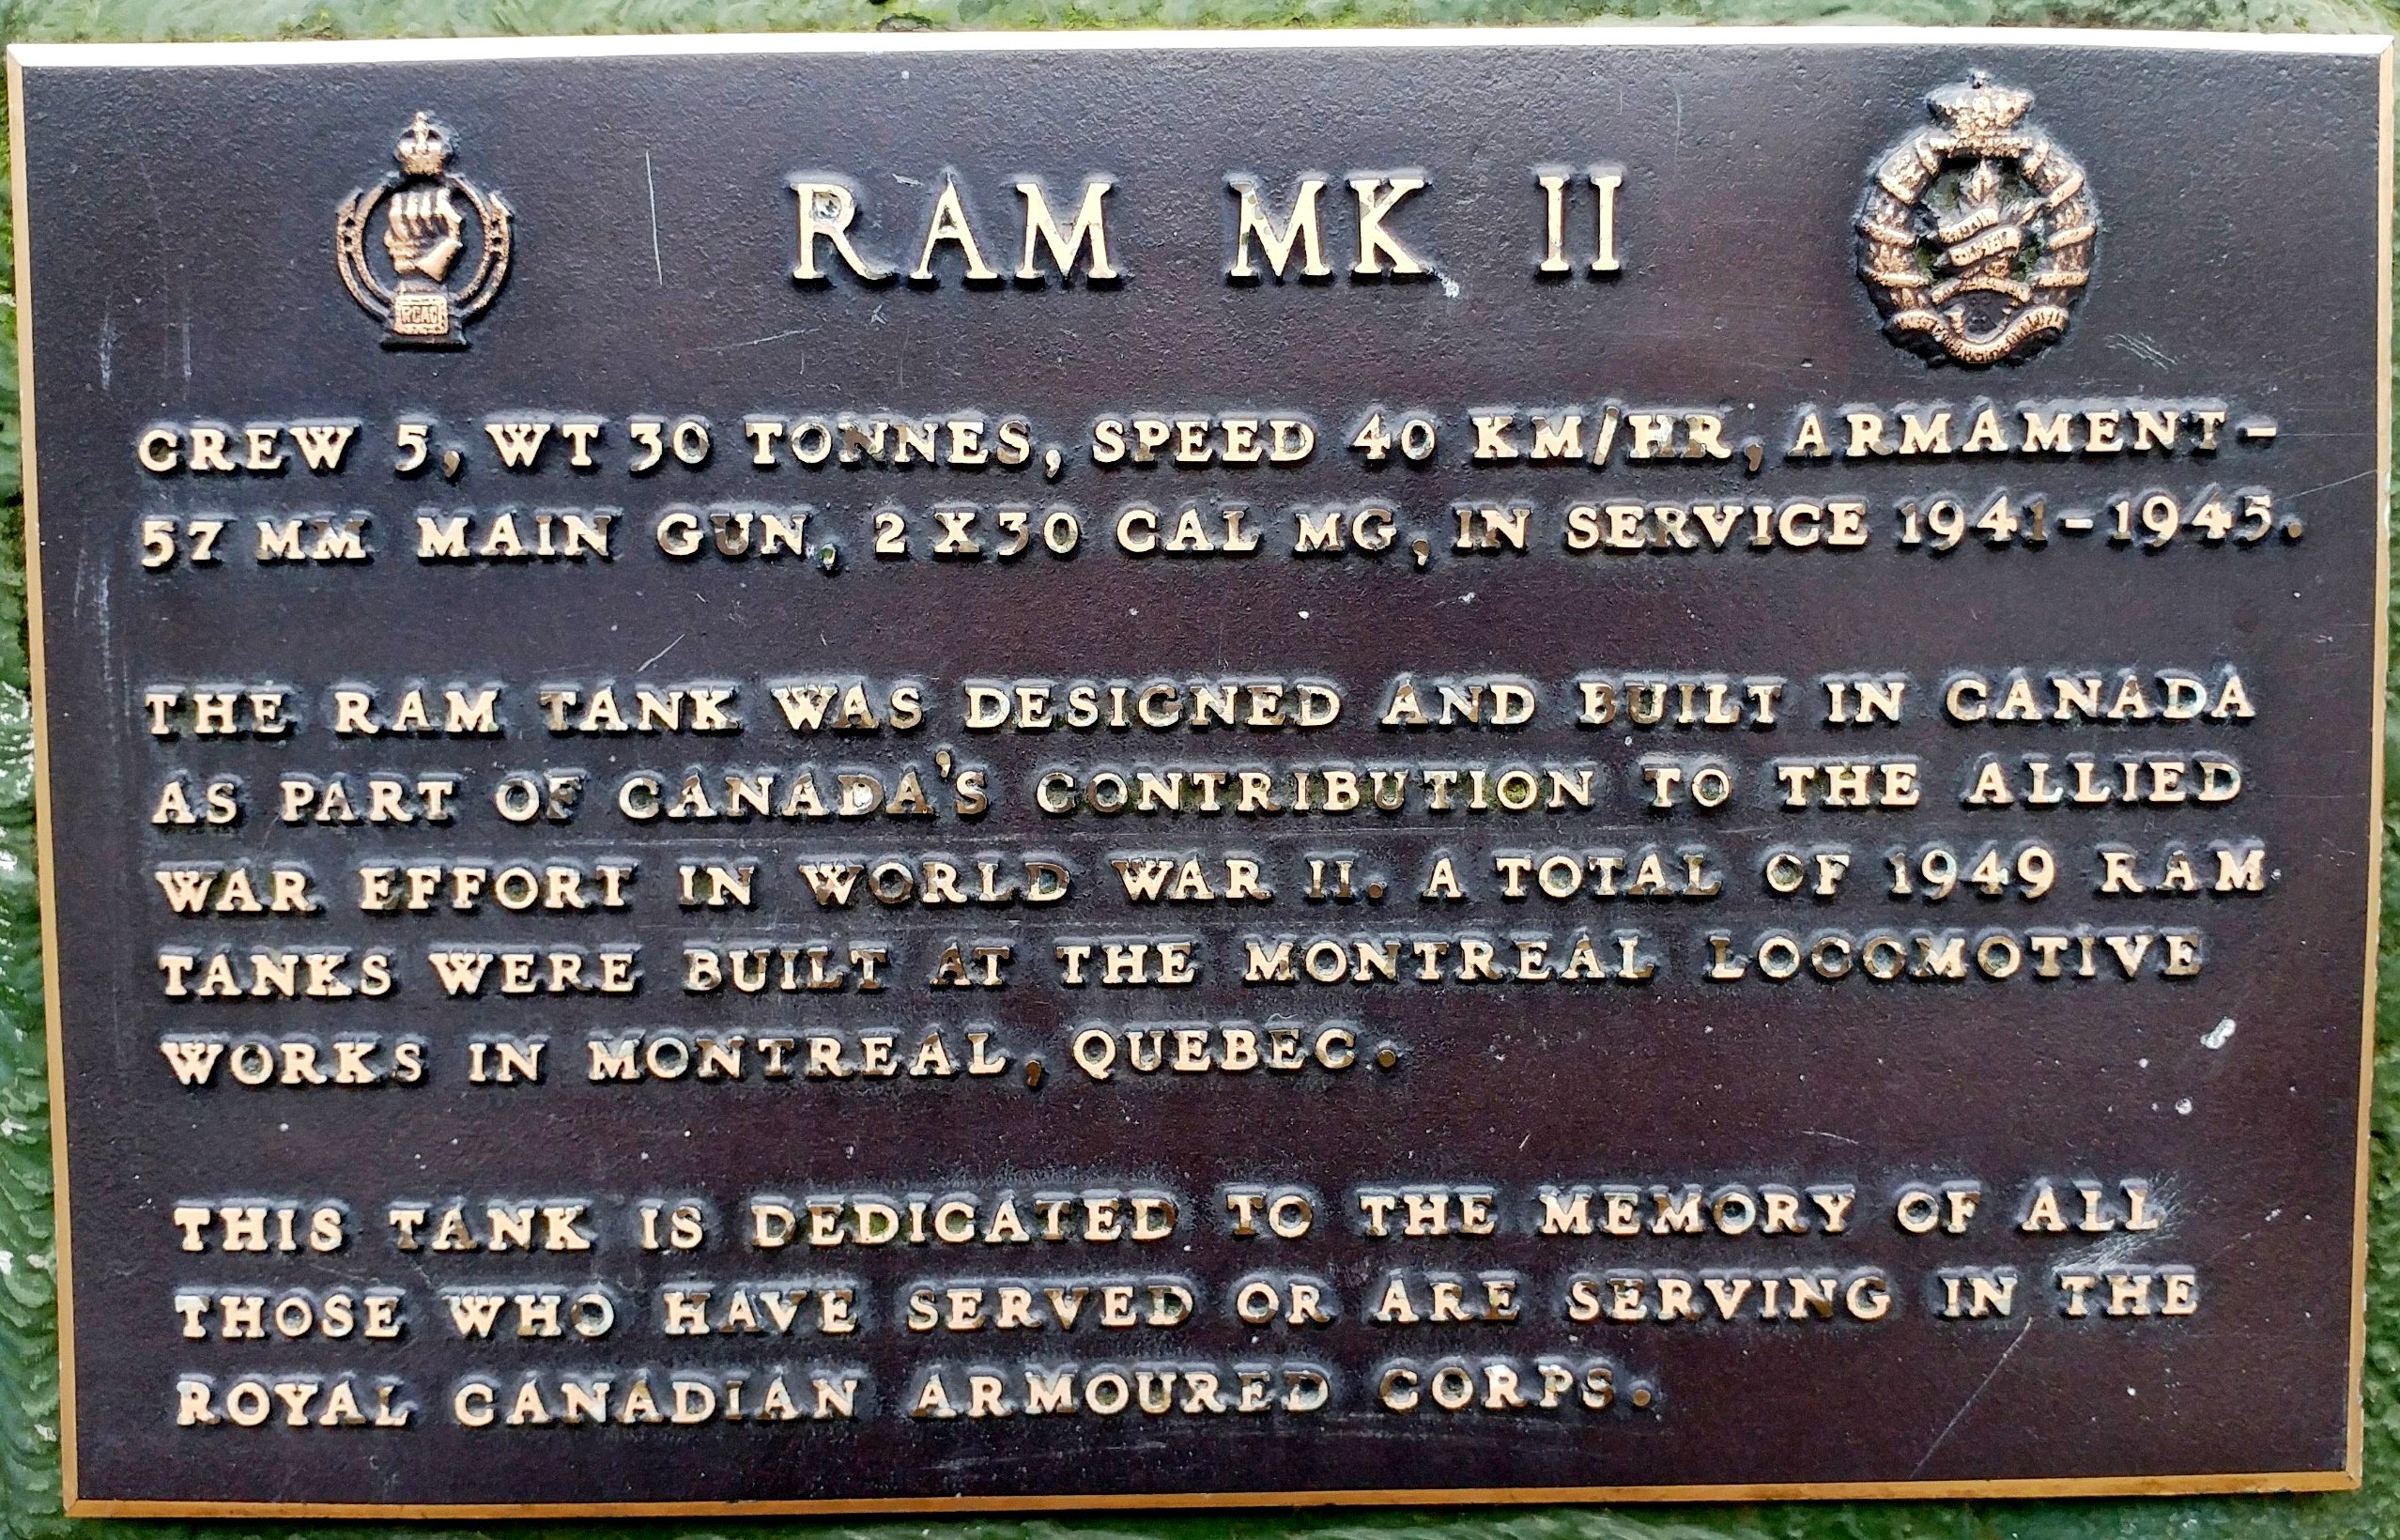 RAM MK II
RCAC
CREW 5, WT 30 TONNES, SPEED 40 KM/HR, ARMAMENT-
57 MM MAIN GUN, 2 X 30 CAL MG, IN SERVICE 1941-1945.
THE RAM TANK WAS DESIGNED AND BUILT IN CANADA
AS PART OF CANADA'S CONTRIBUTION TO THE ALLIED
WAR EFFORT IN WORLD WAR II. A TOTAL OF 1949 RAM
TANKS WERE BUILT AT THE MONTREAL LOCOMOTIVE
WORKS IN MONTREAL, QUEBEC.
THIS TANK IS DEDICATED TO THE MEMORY OF ALL
THOSE WHO HAVE SERVED OR ARE SERVING IN THE
ROYAL CANADIAN ARMOURED CORPS.